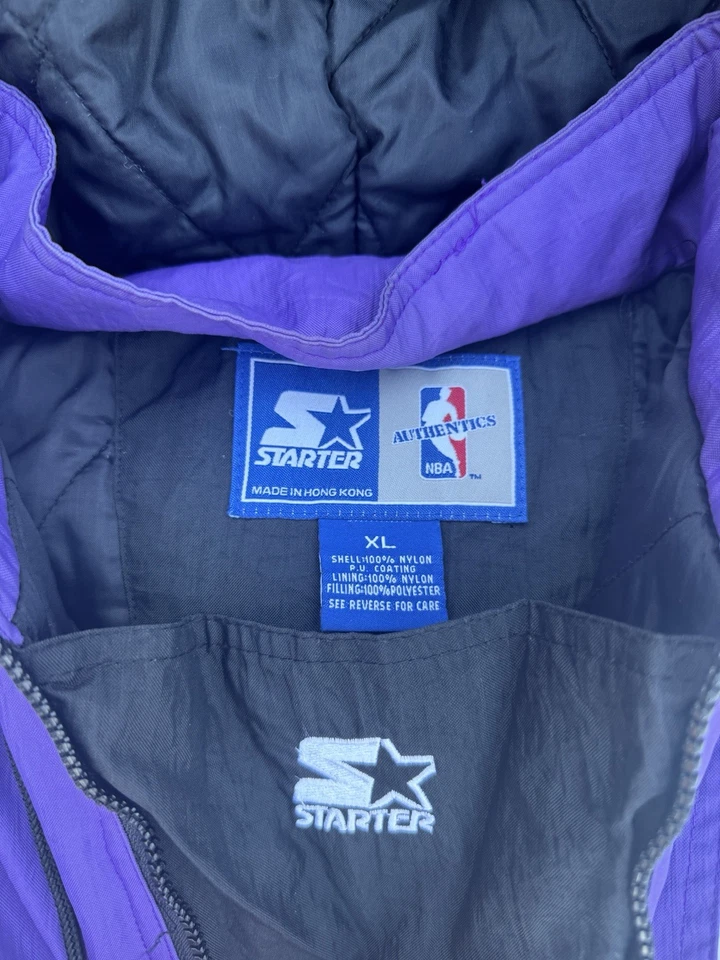 STARTER
MADE IN HONG KONG
AUTHENTICS
NBA
TM
XL
SHELL:100% NYLON
P.U. COATING
LINING:100% NYLON
FILLING:100%POLYESTER
SEE REVERSE FOR CARE
STARTER